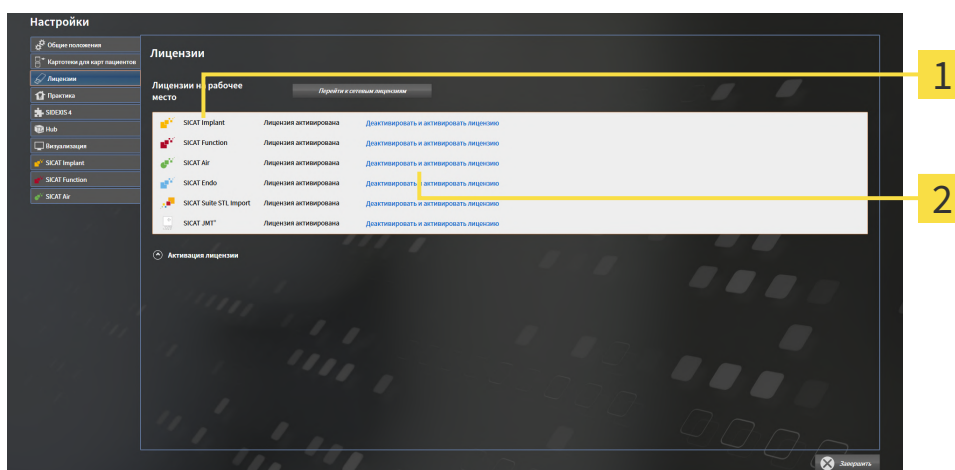 Настройки
Общие положения
Картотеки для карт пациентов
Лицензии
Практика
SIDEXIS 4
Hub
Визуализация
SICAT Implant
SICAT Function
SICAT Air
Лицензии
Лицензии на рабочее
место
Перейти к сетевым лицензиям
SICAT Implant Лицензия активирована Деактивировать и активировать лицензию
SICAT Function Лицензия активирована Деактивировать и активировать лицензию
SICAT Air Лицензия активирована Деактивировать и активировать лицензию
SICAT Endo Лицензия активирована Деактивировать и активировать лицензию
SICAT Suite STL Import Лицензия активирована Деактивировать и активировать лицензию
SICAT JMT⁺ Лицензия активирована Деактивировать и активировать лицензию
Активация лицензии
Завершить
1
2